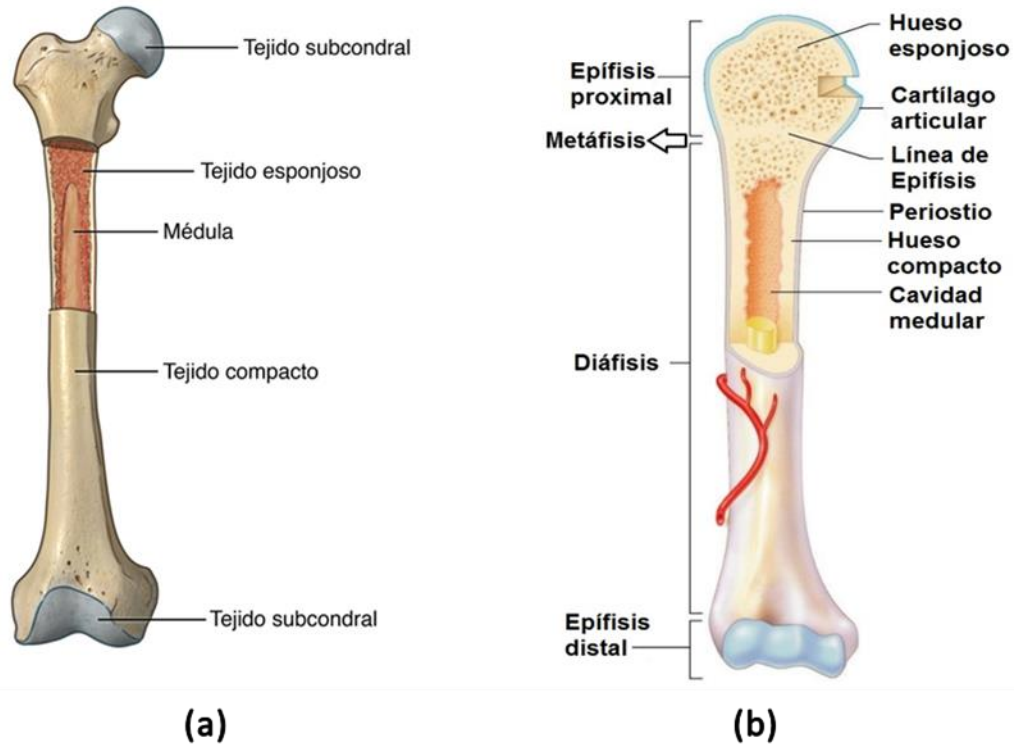 Tejido subcondral
Tejido esponjoso
Médula
Tejido compacto
Tejido subcondral
(a)
Epífisis
proximal
Metáfisis
Diáfisis
Epífisis
distal
Hueso
esponjoso
Cartílago
articular
Línea de
Epifísis
Periostio
Hueso
compacto
Cavidad
medular
(b)